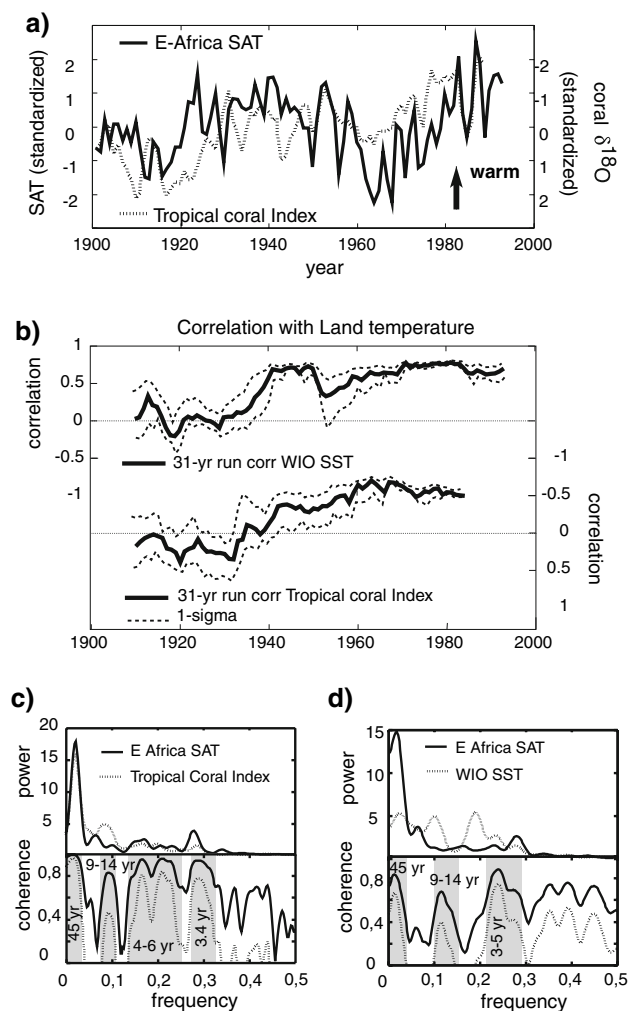 a)
E-Africa SAT
2
1
0
-1
-2
SAT (standardized)
-2
-1
0
1
2
(standardized)
coral δ18O
warm
Tropical coral Index
1900 1920 1940 1960 1980 2000
year
b)
Correlation with Land temperature
1
0.5
0
-0.5
-1
correlation
31-yr run corr WIO SST
-1
-0.5
0
0.5
1
correlation
31-yr run corr Tropical coral Index
1-sigma
1900 1920 1940 1960 1980 2000
c)
20
15
10
5
power
E Africa SAT
Tropical Coral Index
0,8
0,4
0
coherence
45 yr
9-14 yr
4-6 yr
3.4 yr
0 0,1 0,2 0,3 0,4 0,5
frequency
d)
15
10
5
power
E Africa SAT
WIO SST
0.8
0,4
0
coherence
45 yr
9-14 yr
3-5 yr
0 0,1 0,2 0,3 0,4 0,5
frequency